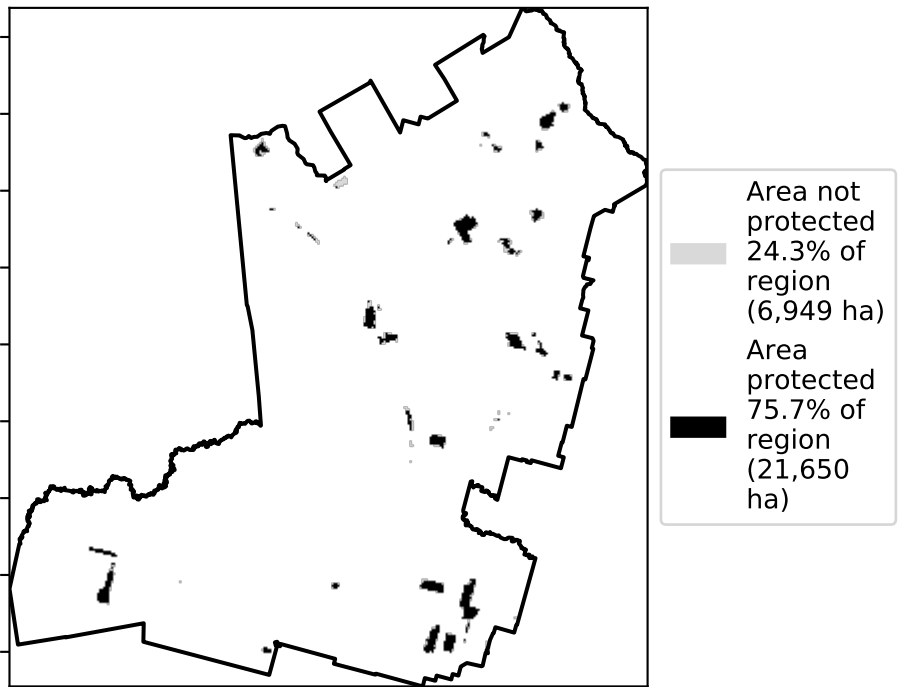 Area not
protected
24.3% of
region
(6,949 ha)
Area
protected
75.7% of
region
(21,650
ha)